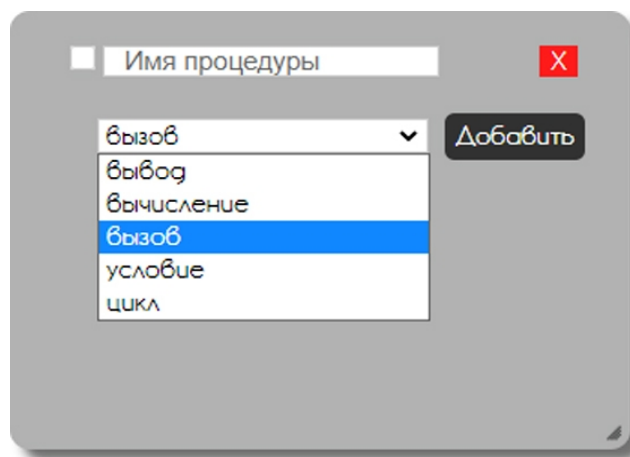 Имя процедуры X
вызов Добавить
вывод
вычисление
вызов
условие
цикл